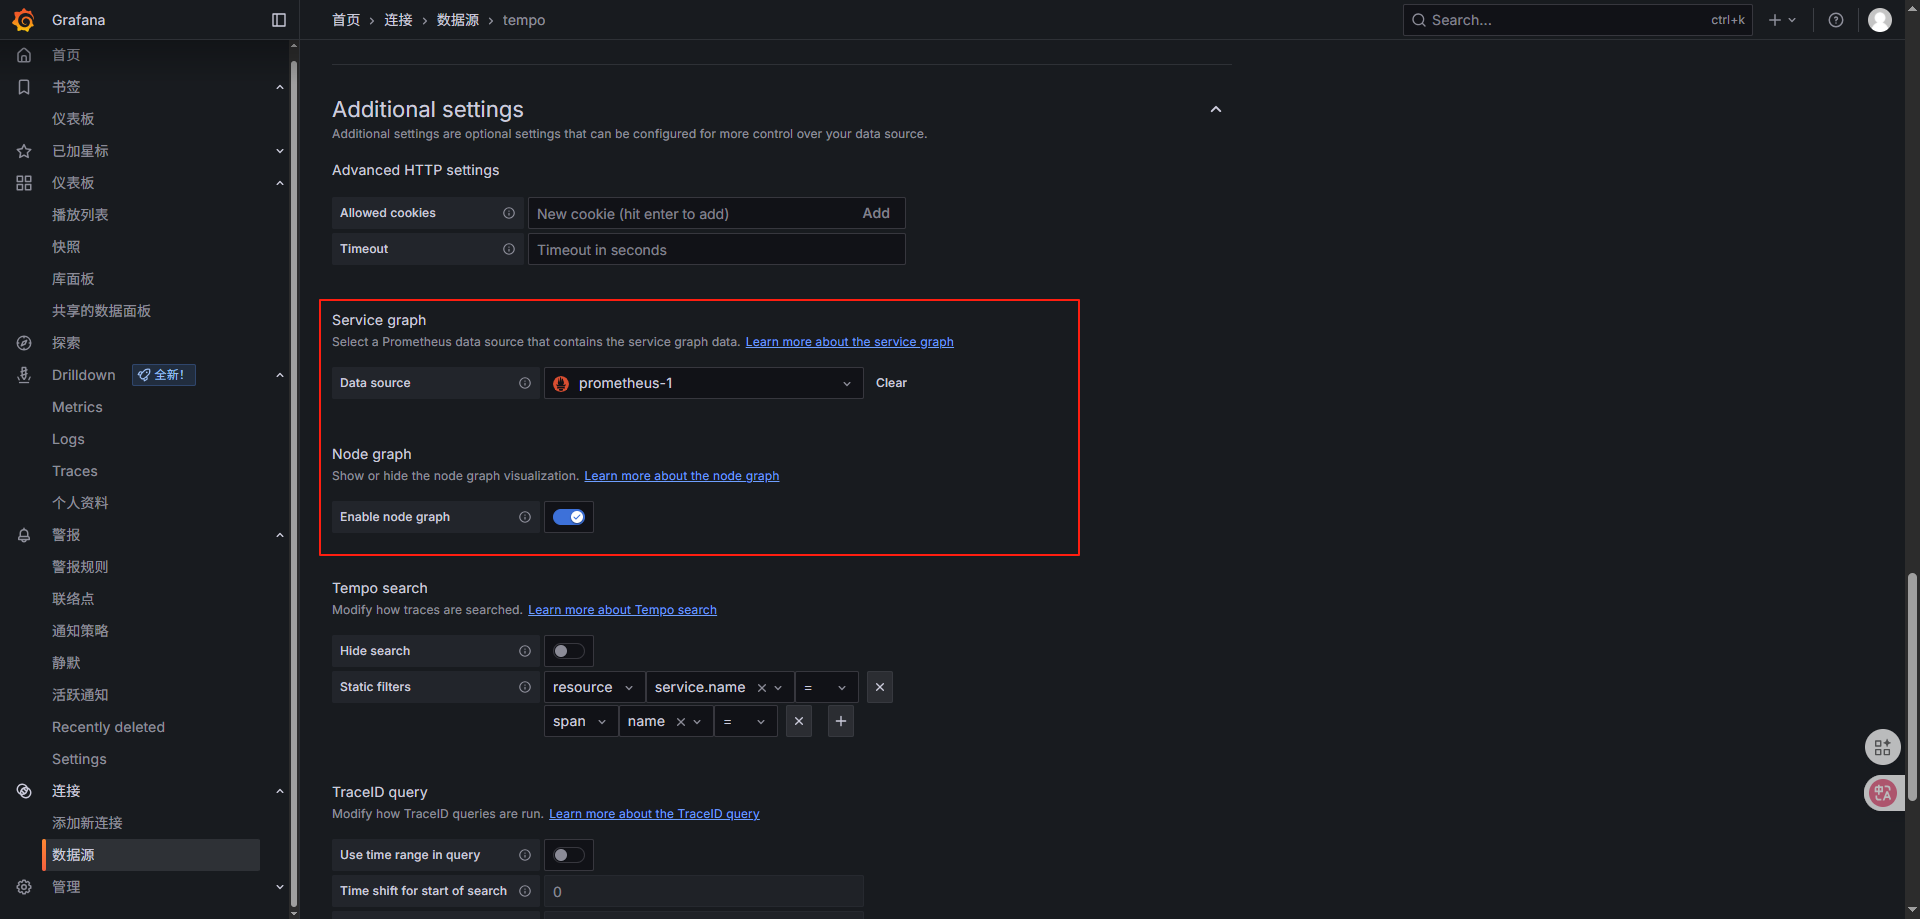 Grafana
首页 › 连接 › 数据源 › tempo
Search...
ctrl+k
首页
书签
仪表板
已加星标
仪表板
播放列表
快照
库面板
共享的数据面板
探索
Drilldown
全新!
Metrics
Logs
Traces
个人资料
警报
警报规则
联络点
通知策略
静默
活跃通知
Recently deleted
Settings
连接
添加新连接
数据源
管理
Additional settings
Additional settings are optional settings that can be configured for more control over your data source.
Advanced HTTP settings
Allowed cookies
New cookie (hit enter to add)
Add
Timeout
Timeout in seconds
Service graph
Select a Prometheus data source that contains the service graph data. Learn more about the service graph
Data source
prometheus-1
Clear
Node graph
Show or hide the node graph visualization. Learn more about the node graph
Enable node graph
Tempo search
Modify how traces are searched. Learn more about Tempo search
Hide search
Static filters
resource
service.name
=
span
name
=
TraceID query
Modify how TraceID queries are run. Learn more about the TraceID query
Use time range in query
Time shift for start of search
0